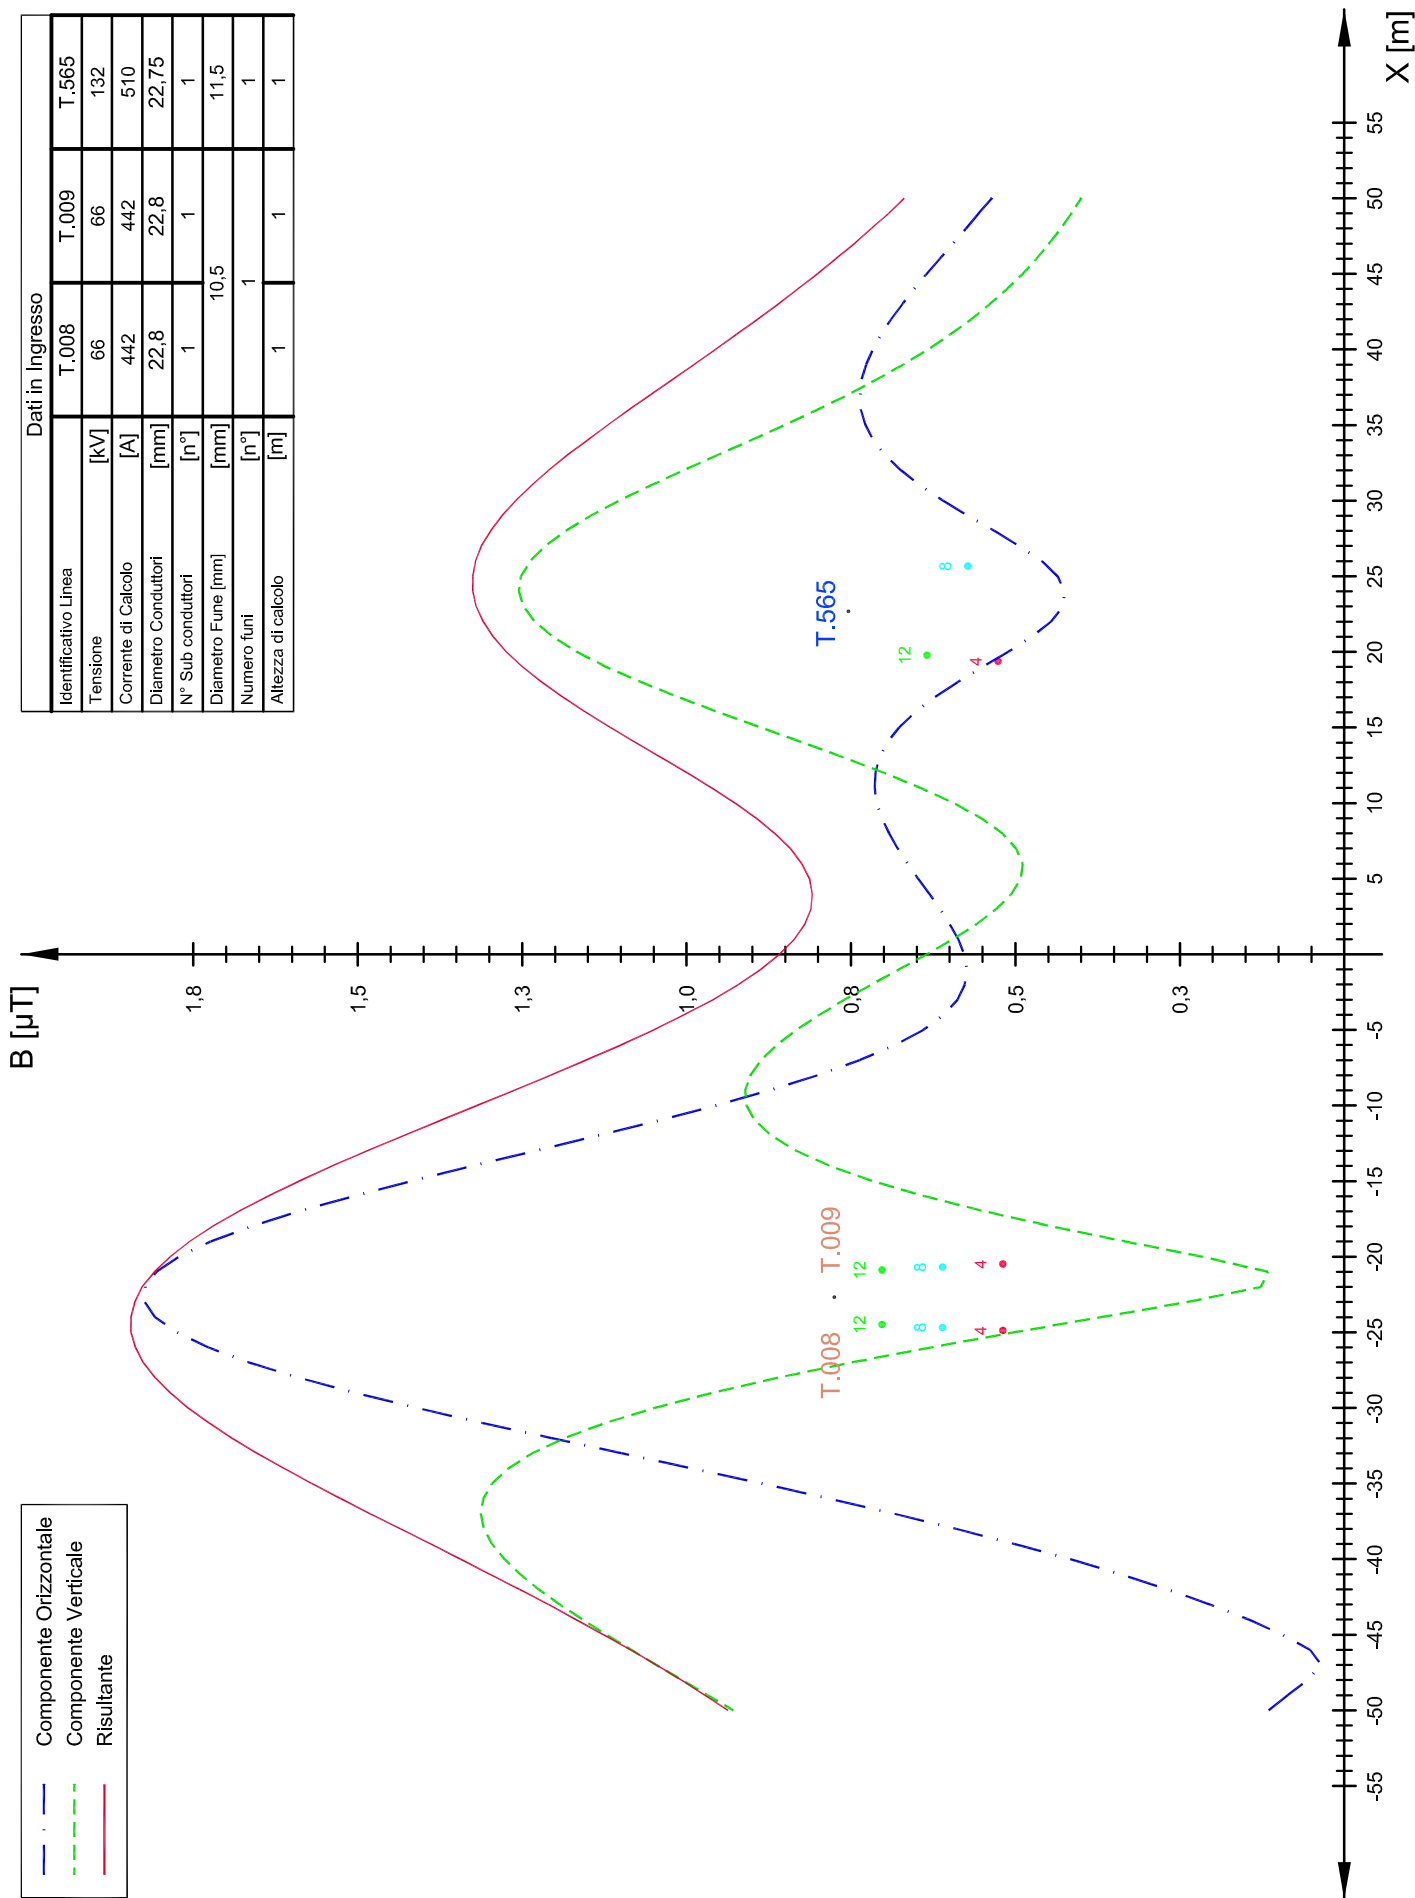 B [µT]
Componente Orizzontale
Componente Verticale
Risultante
Dati in Ingresso
Identificativo Linea T.008 T.009 T.565
Tensione [kV] 66 66 132
Corrente di Calcolo [A] 442 442 510
Diametro Conduttori [mm] 22,8 22,8 22,75
N° Sub conduttori [n°] 1 1 1
Diametro Fune [mm] [mm] 10,5 11,5
Numero funi [n°] 1 1
Altezza di calcolo [m] 1 1 1
1,8
1,5
1,3
1,0
0,8
0,5
0,3
T.008 T.009
12 12
8 8
4 4
T.565
12
8
4
-55 -50 -45 -40 -35 -30 -25 -20 -15 -10 -5 5 10 15 20 25 30 35 40 45 50 55
X [m]